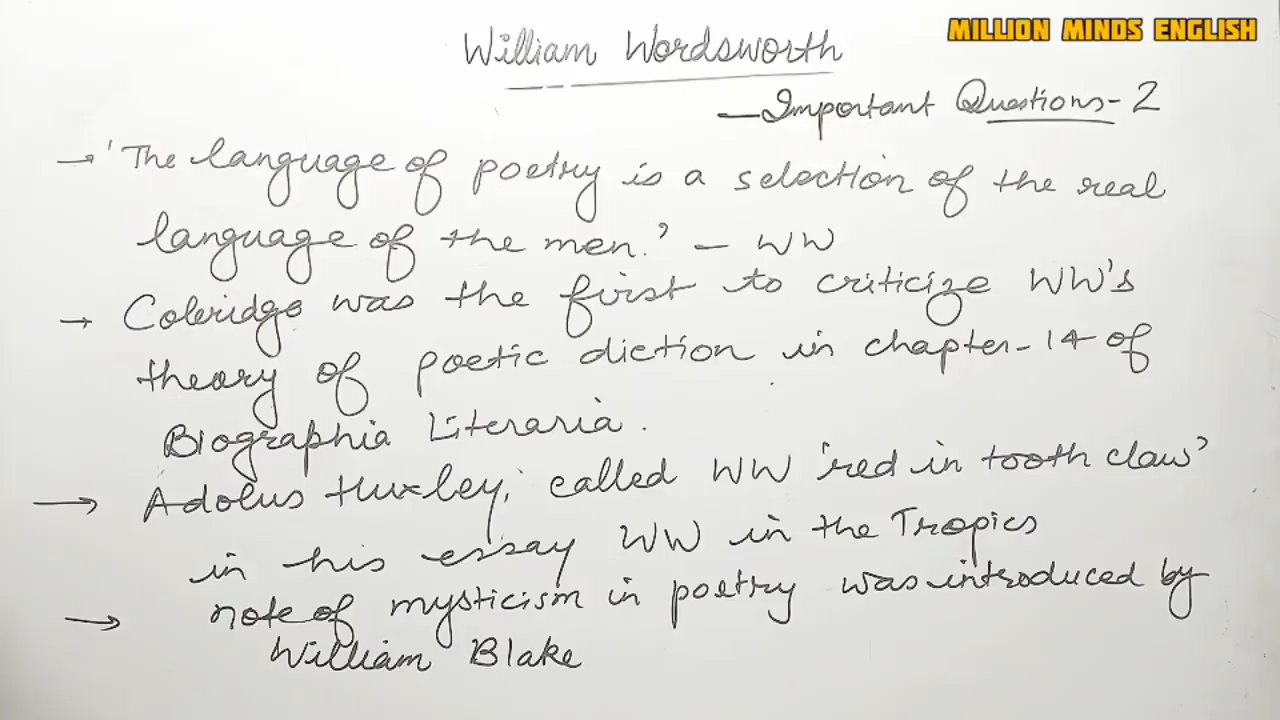 MILLION MINDS ENGLISH
William Wordsworth
— Important Questions - 2
→ 'The language of poetry is a selection of the real
language of the men.' - WW
→ Coleridge was the first to criticize WW's
theory of poetic diction in chapter - 14 of
Biographia Literaria.
→ Adolus Huxley, called WW 'red in tooth claw'
in his essay WW in the Tropics
→ note of mysticism in poetry was introduced by
William Blake